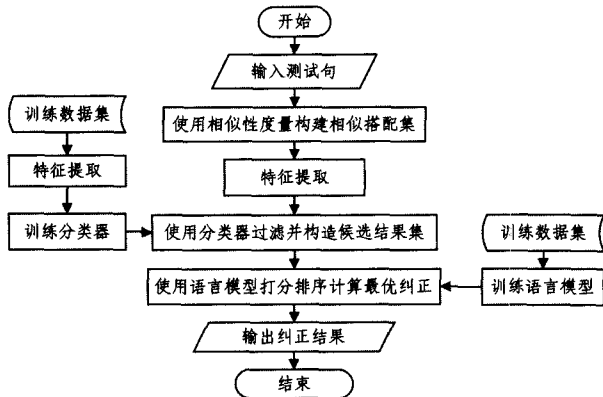 开始
输入测试句
训练数据集
使用相似性度量构建相似搭配集
特征提取
特征提取
训练分类器
使用分类器过滤并构造候选结果集
训练数据集
使用语言模型打分排序计算最优纠正
训练语言模型
输出纠正结果
结束